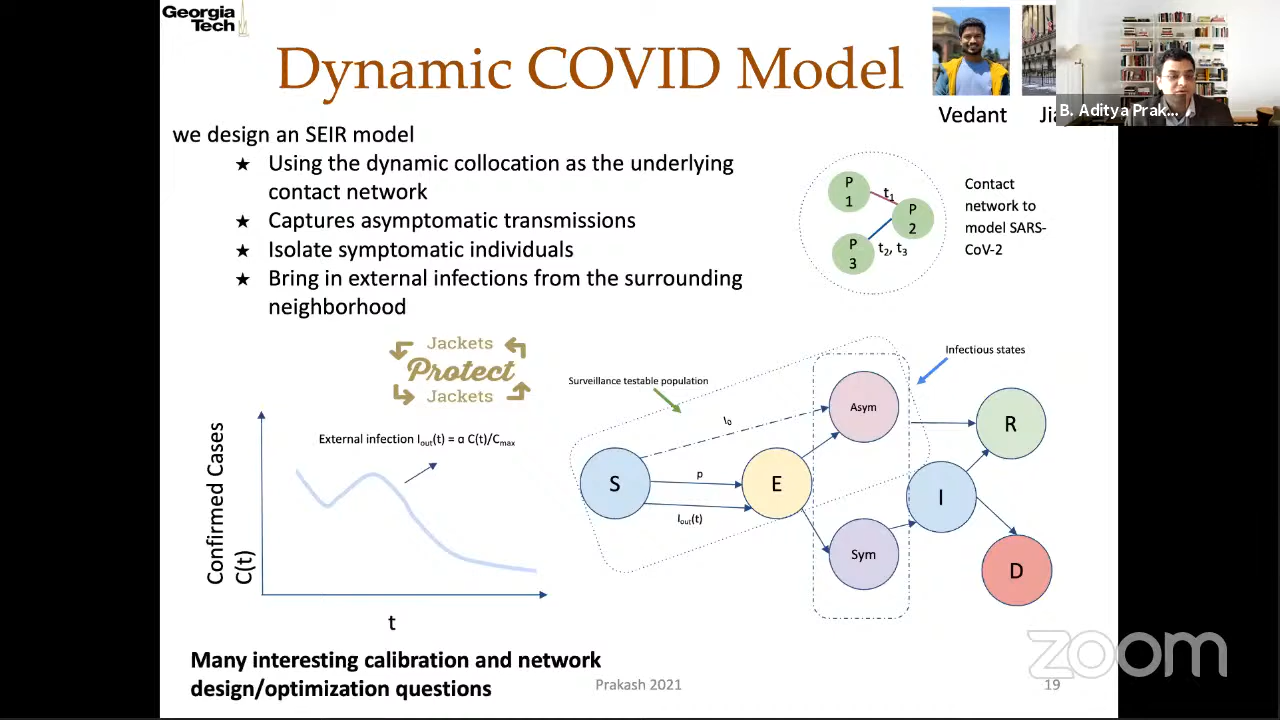 Georgia
Tech
Dynamic COVID Model
Vedant
B. Aditya Prak...
we design an SEIR model
★ Using the dynamic collocation as the underlying
contact network
★ Captures asymptomatic transmissions
★ Isolate symptomatic individuals
★ Bring in external infections from the surrounding
neighborhood
P
1
t₁
P
2
P
3
t₂, t₃
Contact
network to
model SARS-
CoV-2
Jackets
Protect
Jackets
Confirmed Cases
C(t)
External infection Iₒᵤₜ(t) = α C(t)/Cₘₐₓ
t
Surveillance testable population
Infectious states
I₀
p
Iₒᵤₜ(t)
S
E
Asym
Sym
I
R
D
Many interesting calibration and network
design/optimization questions
Prakash 2021
19
zoom